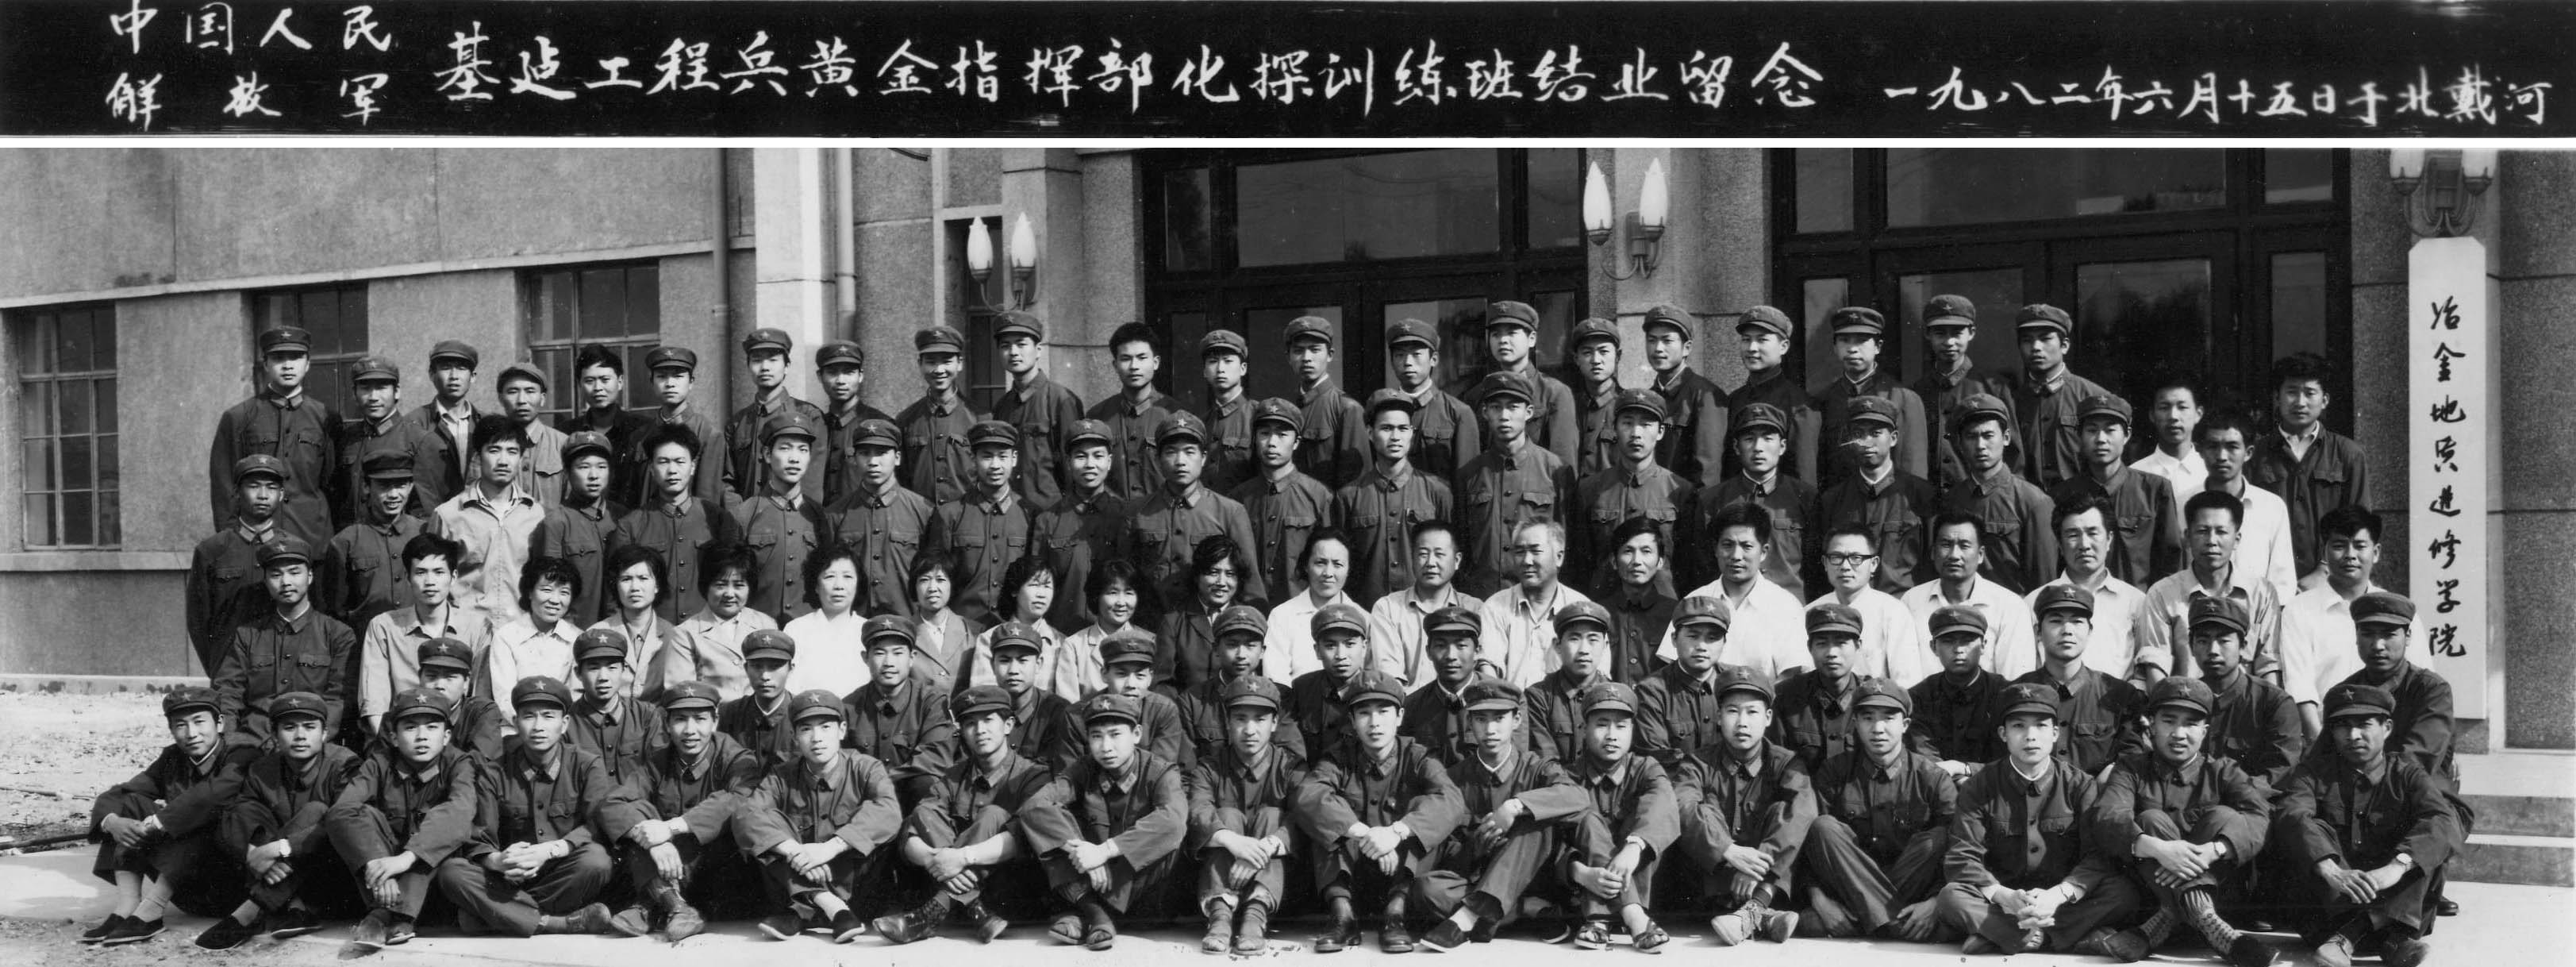 中国人民
解放军
基建工程兵黄金指挥部化探训练班结业留念 一九八二年六月十五日于北戴河
冶金地质进修学院